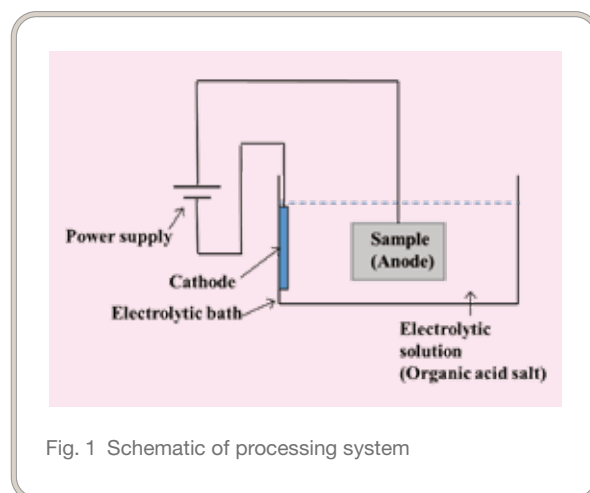 Power supply
Cathode
Electrolytic bath
Sample
(Anode)
Electrolytic
solution
(Organic acid salt)
Fig. 1 Schematic of processing system